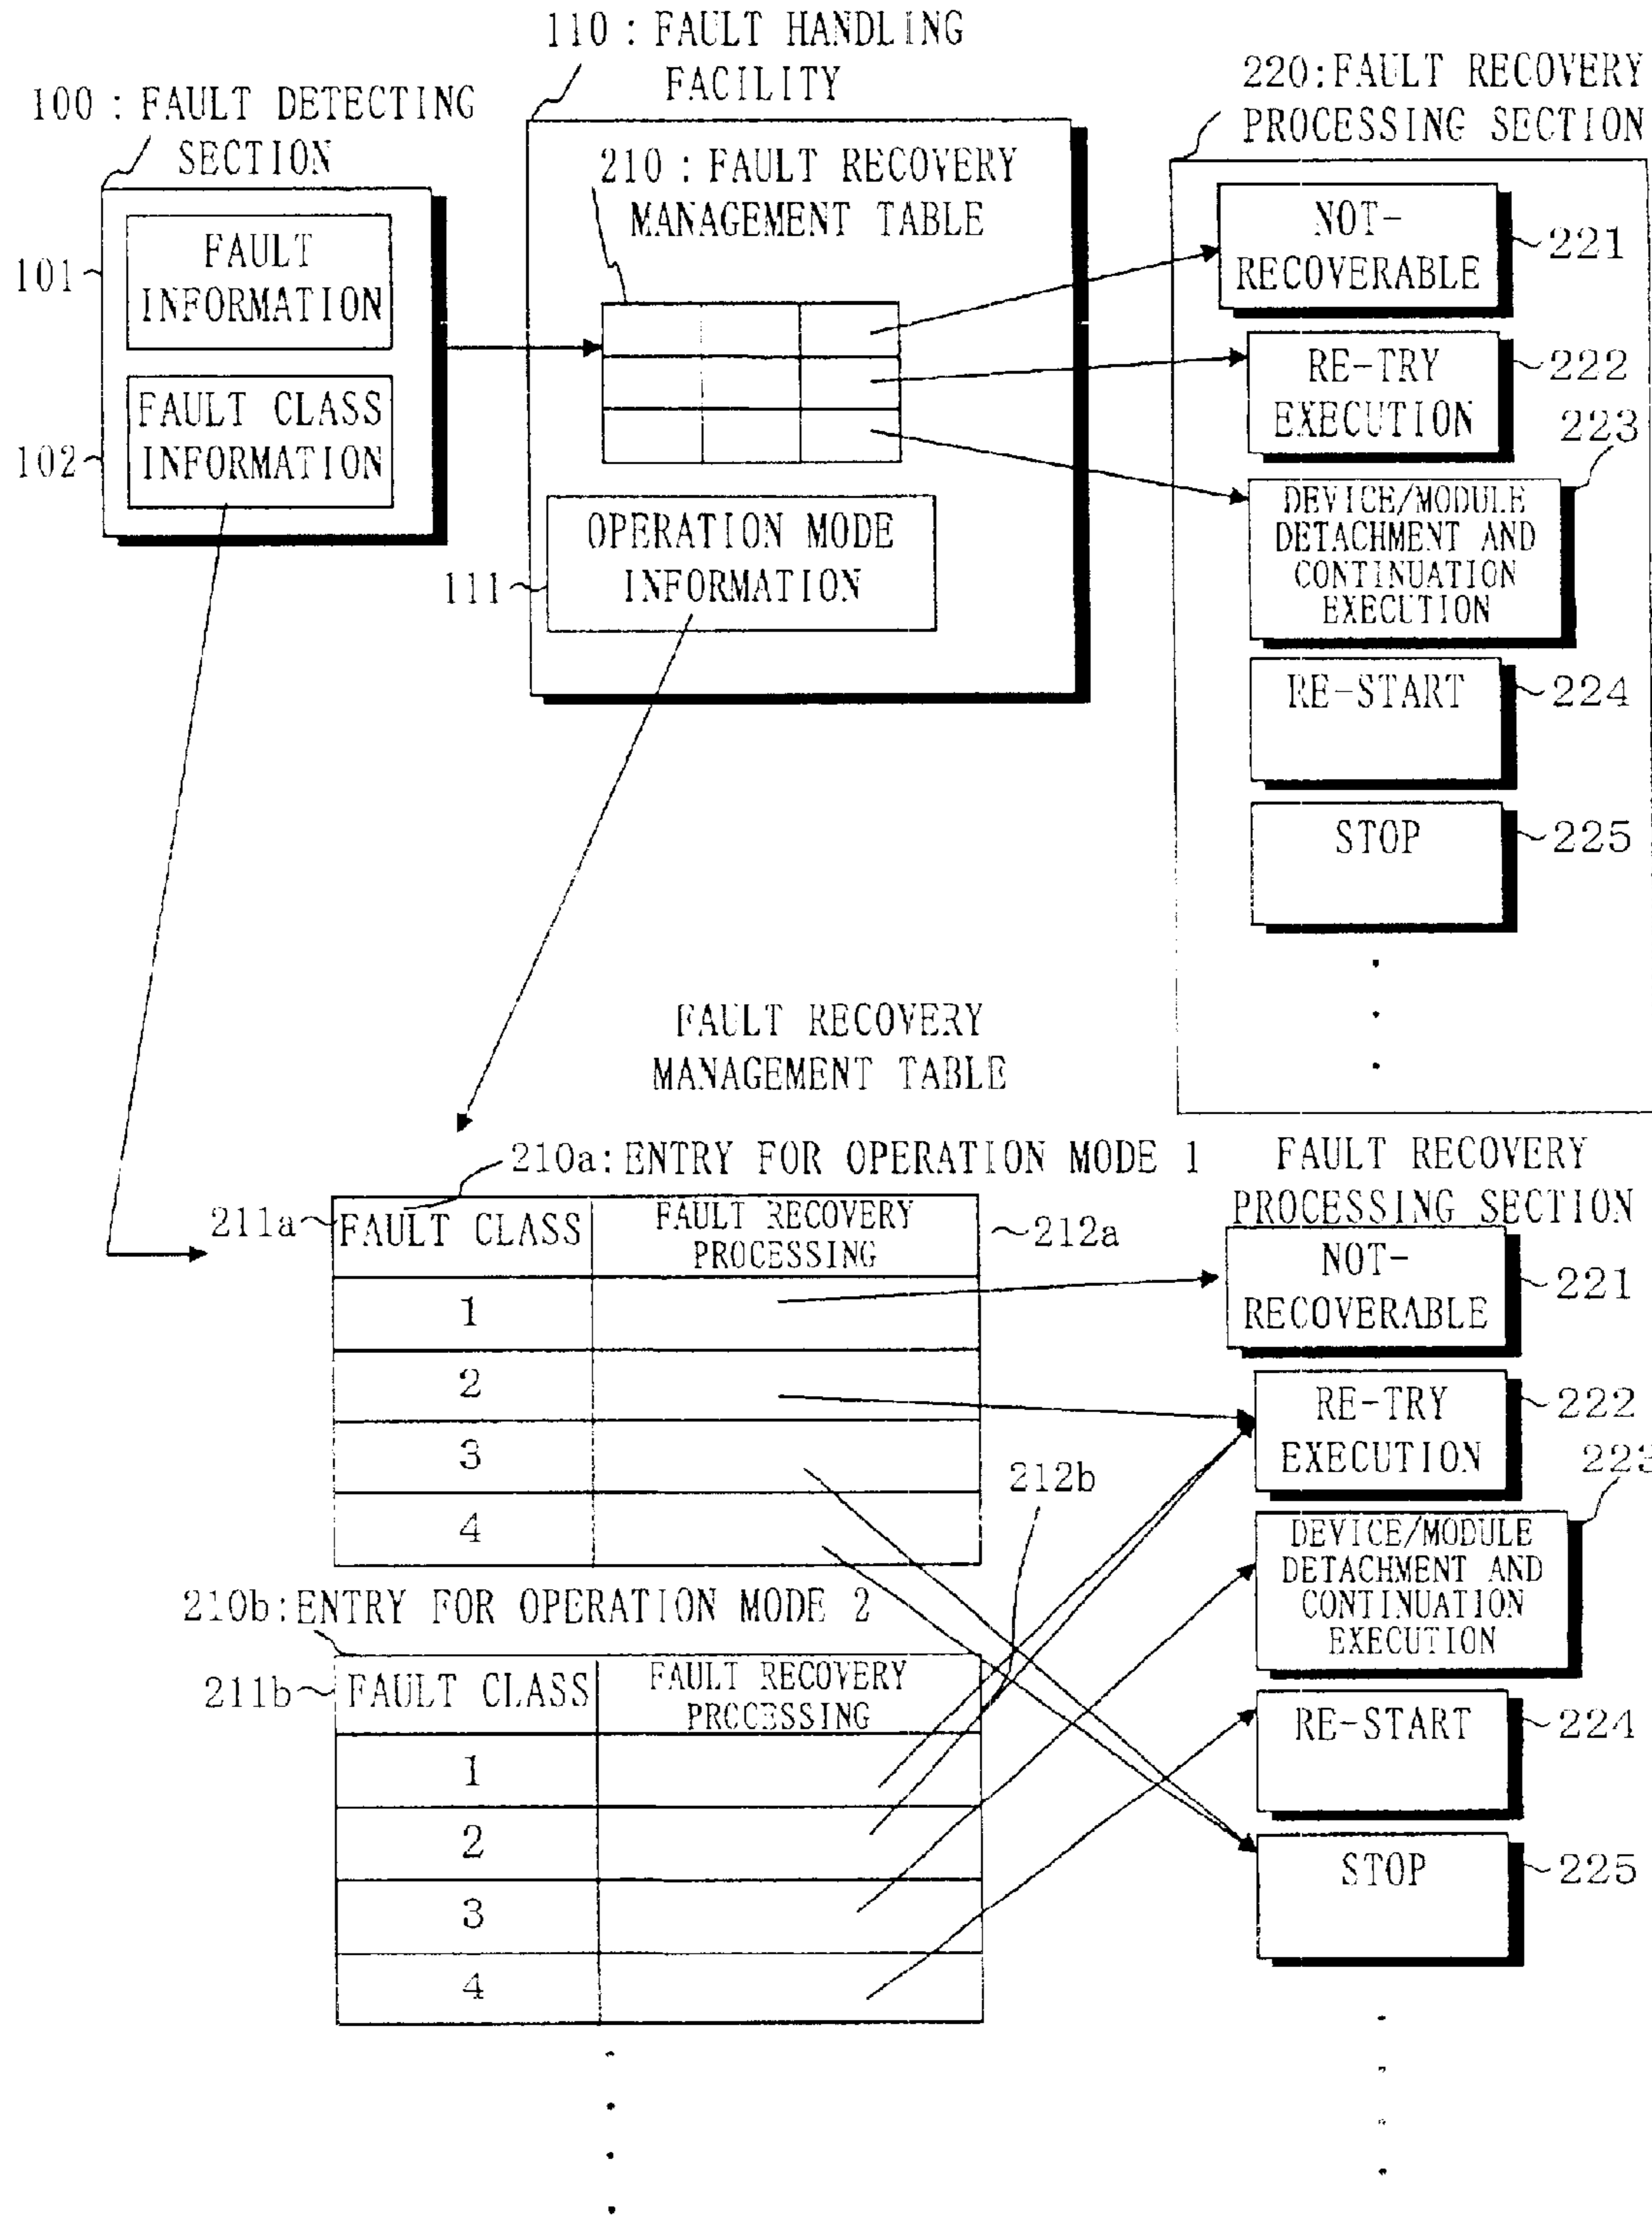 110 : FAULT HANDLING
FACILITY
100 : FAULT DETECTING
SECTION
220:FAULT RECOVERY
PROCESSING SECTION
210 : FAULT RECOVERY
MANAGEMENT TABLE
101
FAULT
INFORMATION
102
FAULT CLASS
INFORMATION
111
OPERATION MODE
INFORMATION
NOT-
RECOVERABLE
221
RE-TRY
EXECUTION
222
223
DEVICE/MODULE
DETACHMENT AND
CONTINUATION
EXECUTION
RE-START
224
STOP
225
FAULT RECOVERY
MANAGEMENT TABLE
210a:ENTRY FOR OPERATION MODE 1
211a
FAULT CLASS
FAULT RECOVERY
PROCESSING
212a
1
2
3
4
212b
210b:ENTRY FOR OPERATION MODE 2
211b
FAULT CLASS
FAULT RECOVERY
PROCESSING
1
2
3
4
FAULT RECOVERY
PROCESSING SECTION
NOT-
RECOVERABLE
221
RE-TRY
EXECUTION
222
223
DEVICE/MODULE
DETACHMENT AND
CONTINUATION
EXECUTION
RE-START
224
STOP
225